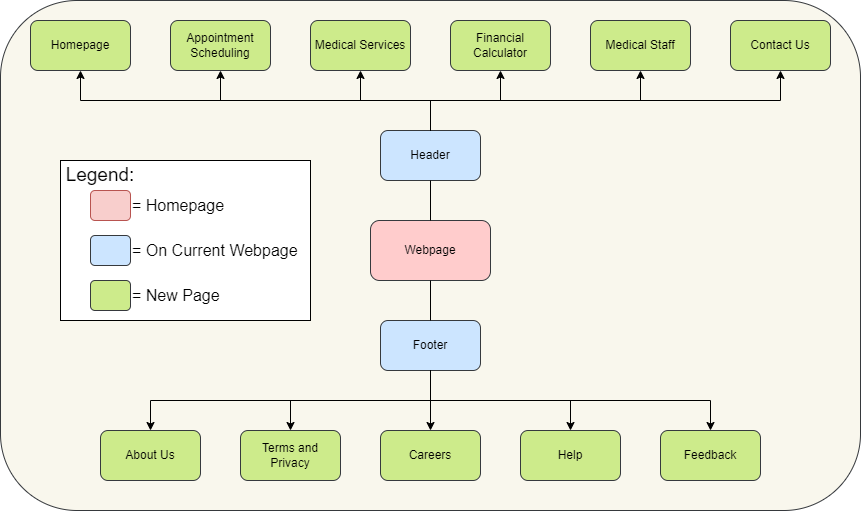 Homepage
Appointment
Scheduling
Medical Services
Financial
Calculator
Medical Staff
Contact Us
Header
Legend:
= Homepage
= On Current Webpage
= New Page
Webpage
Footer
About Us
Terms and
Privacy
Careers
Help
Feedback